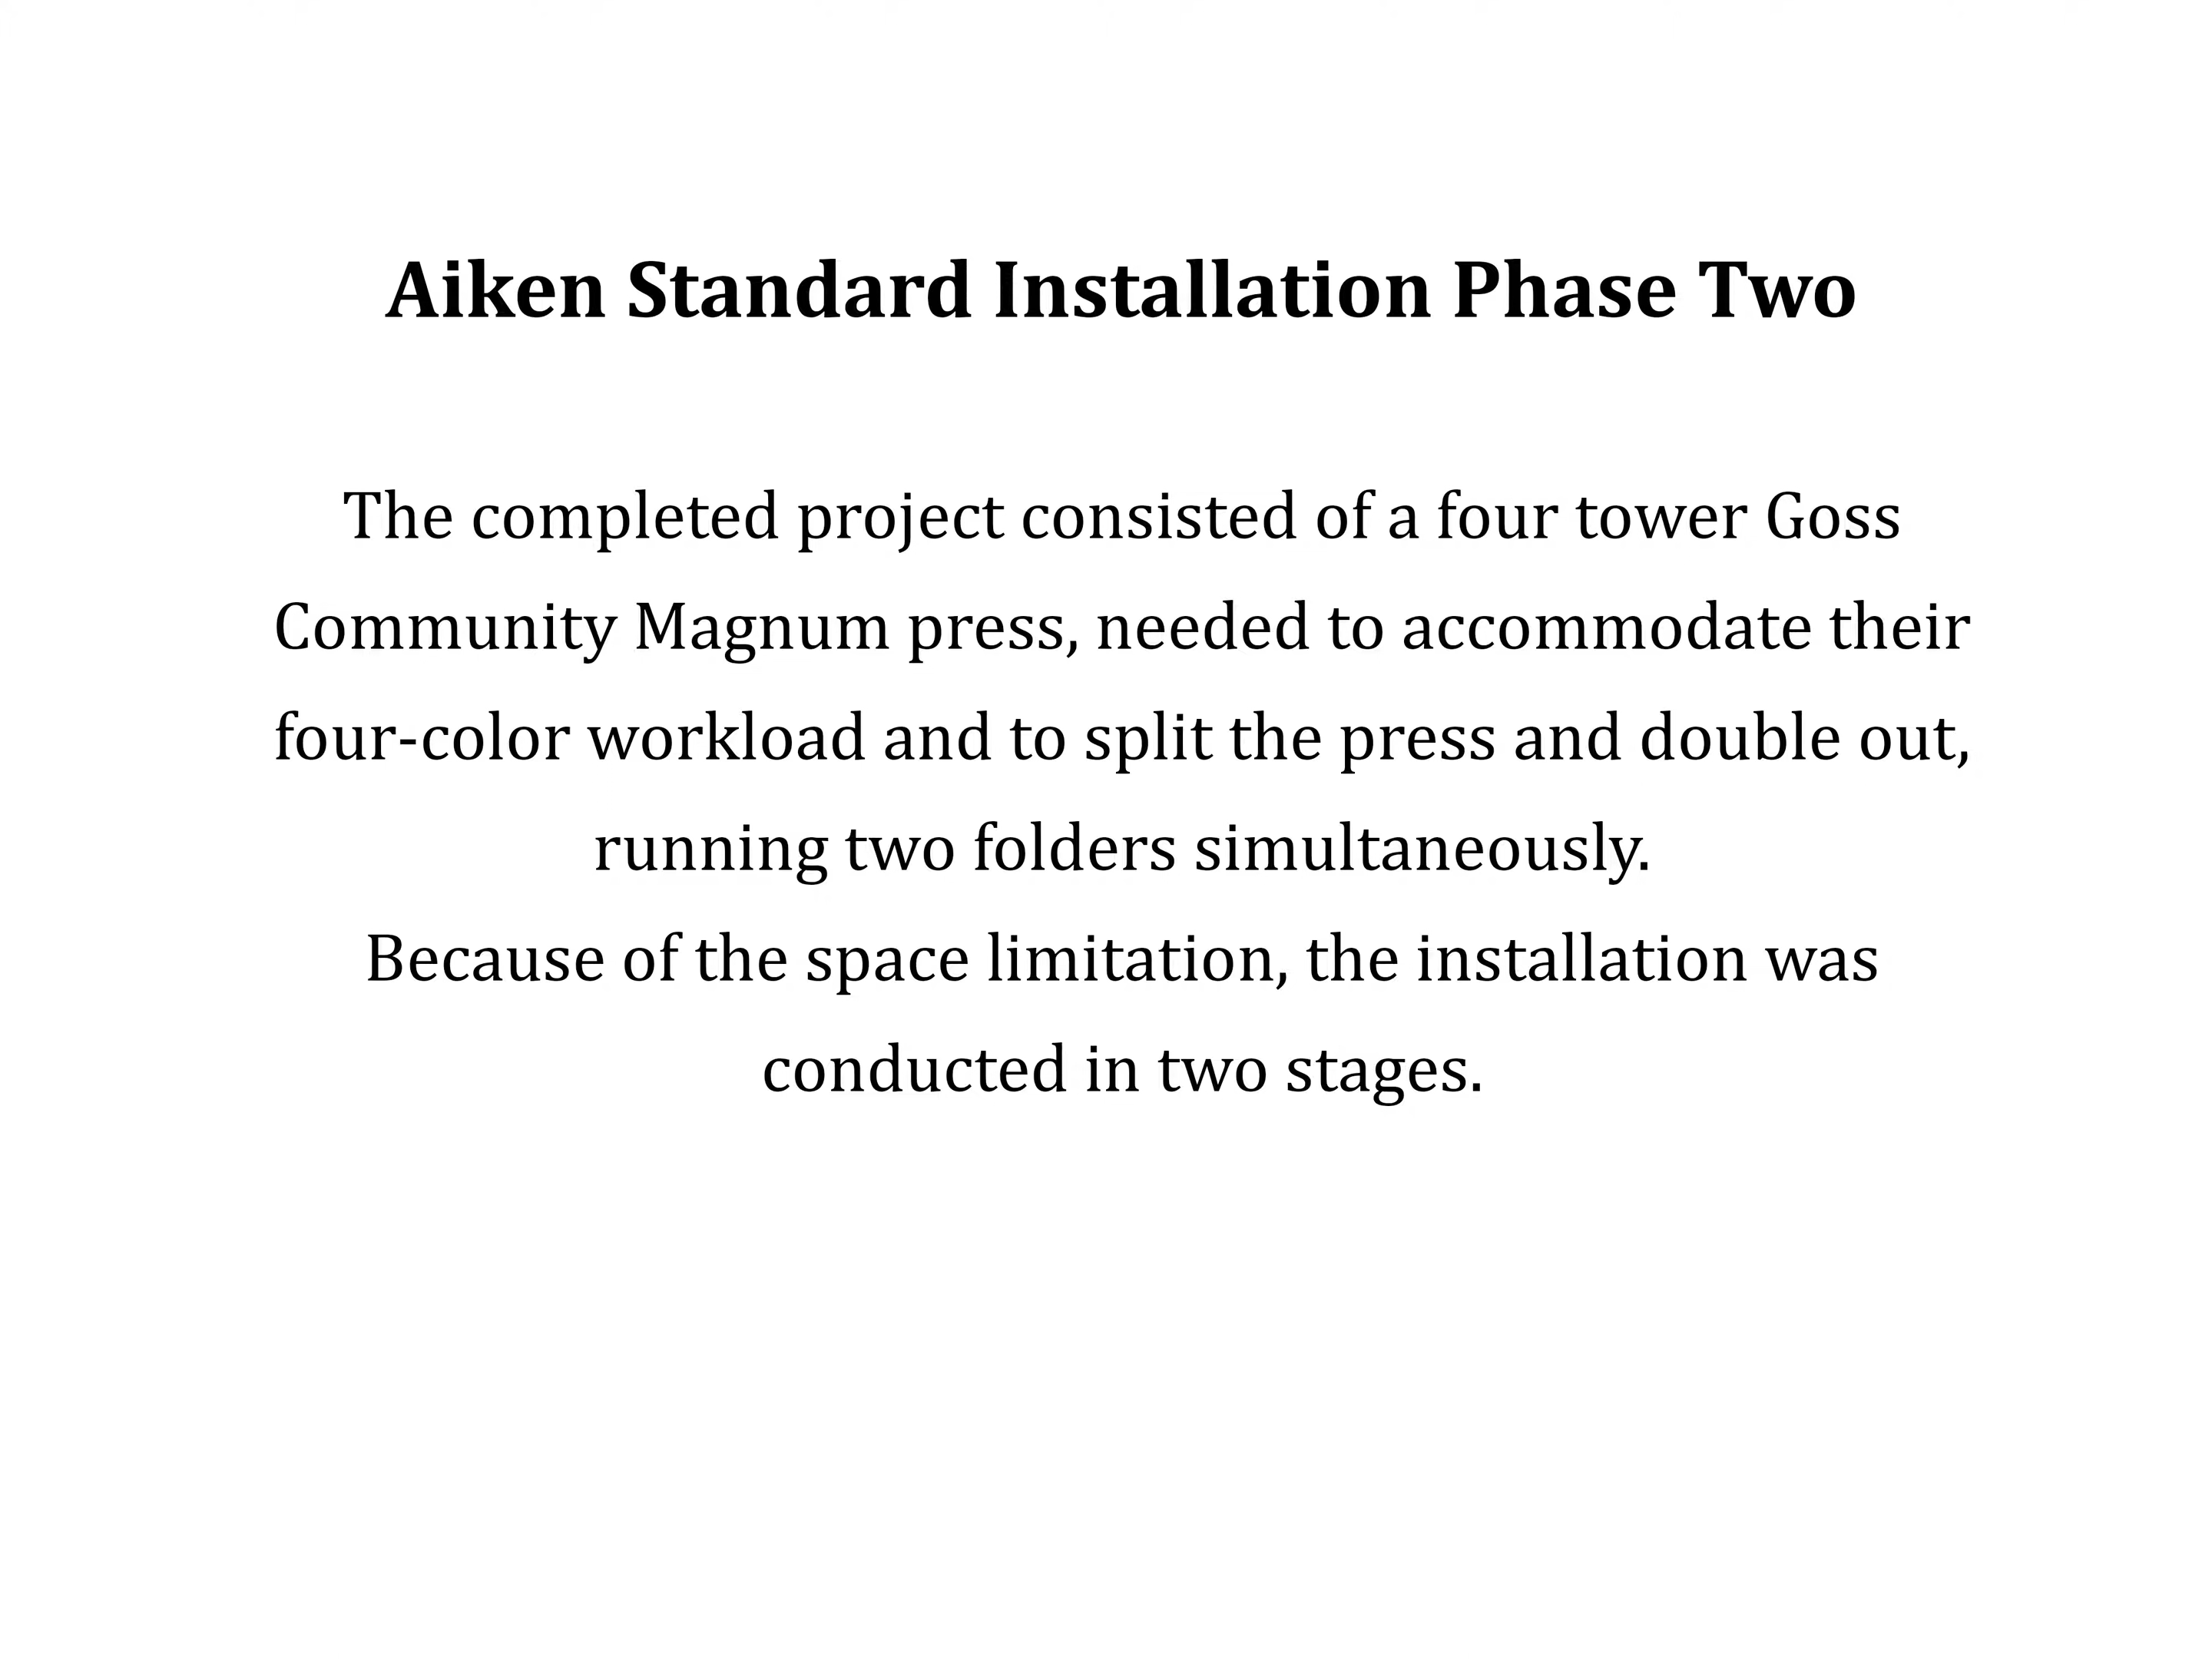 Aiken Standard Installation Phase Two
The completed project consisted of a four tower Goss
Community Magnum press, needed to accommodate their
four-color workload and to split the press and double out,
running two folders simultaneously.
Because of the space limitation, the installation was
conducted in two stages.